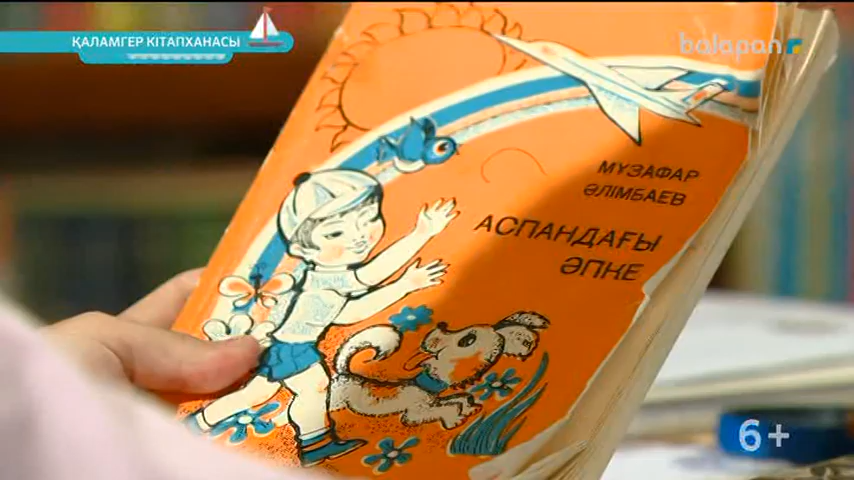 ҚАЛАМГЕР КІТАПХАНАСЫ
balapan
МҰЗАФАР
ӘЛІМБАЕВ
АСПАНДАҒЫ
ӘПКЕ
6+